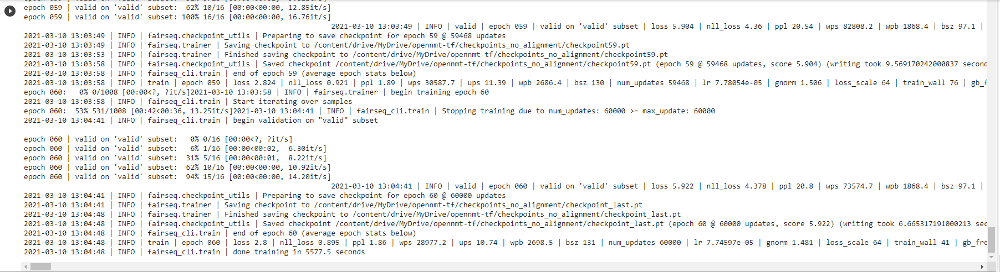 epoch 059 | valid on 'valid' subset:  62% 10/16 [00:00<00:00, 12.85it/s]
epoch 059 | valid on 'valid' subset: 100% 16/16 [00:00<00:00, 16.76it/s]
2021-03-10 13:03:49 | INFO | valid | epoch 059 | valid on 'valid' subset | loss 5.904 | nll_loss 4.36 | ppl 20.54 | wps 82808.2 | wpb 1868.4 | bsz 97.1 |
2021-03-10 13:03:49 | INFO | fairseq.checkpoint_utils | Preparing to save checkpoint for epoch 59 @ 59468 updates
2021-03-10 13:03:49 | INFO | fairseq.trainer | Saving checkpoint to /content/drive/MyDrive/opennmt-tf/checkpoints_no_alignment/checkpoint59.pt
2021-03-10 13:03:53 | INFO | fairseq.trainer | Finished saving checkpoint to /content/drive/MyDrive/opennmt-tf/checkpoints_no_alignment/checkpoint59.pt
2021-03-10 13:03:58 | INFO | fairseq.checkpoint_utils | Saved checkpoint /content/drive/MyDrive/opennmt-tf/checkpoints_no_alignment/checkpoint59.pt (epoch 59 @ 59468 updates, score 5.904) (writing took 9.569170242000837 second
2021-03-10 13:03:58 | INFO | fairseq_cli.train | end of epoch 59 (average epoch stats below)
2021-03-10 13:03:58 | INFO | train | epoch 059 | loss 2.824 | nll_loss 0.921 | ppl 1.89 | wps 30587.7 | ups 11.39 | wpb 2686.4 | bsz 130 | num_updates 59468 | lr 7.78054e-05 | gnorm 1.506 | loss_scale 64 | train_wall 76 | gb_f
epoch 060:   0% 0/1008 [00:00<?, ?it/s]2021-03-10 13:03:58 | INFO | fairseq.trainer | begin training epoch 60
2021-03-10 13:03:58 | INFO | fairseq_cli.train | Start iterating over samples
epoch 060:  53% 531/1008 [00:42<00:36, 13.25it/s]2021-03-10 13:04:41 | INFO | fairseq_cli.train | Stopping training due to num_updates: 60000 >= max_update: 60000
2021-03-10 13:04:41 | INFO | fairseq_cli.train | begin validation on "valid" subset
epoch 060 | valid on 'valid' subset:   0% 0/16 [00:00<?, ?it/s]
epoch 060 | valid on 'valid' subset:   6% 1/16 [00:00<00:02,  6.30it/s]
epoch 060 | valid on 'valid' subset:  31% 5/16 [00:00<00:01,  8.22it/s]
epoch 060 | valid on 'valid' subset:  62% 10/16 [00:00<00:00, 10.92it/s]
epoch 060 | valid on 'valid' subset:  94% 15/16 [00:00<00:00, 14.20it/s]
2021-03-10 13:04:41 | INFO | valid | epoch 060 | valid on 'valid' subset | loss 5.922 | nll_loss 4.378 | ppl 20.8 | wps 73574.7 | wpb 1868.4 | bsz 97.1 |
2021-03-10 13:04:41 | INFO | fairseq.checkpoint_utils | Preparing to save checkpoint for epoch 60 @ 60000 updates
2021-03-10 13:04:41 | INFO | fairseq.trainer | Saving checkpoint to /content/drive/MyDrive/opennmt-tf/checkpoints_no_alignment/checkpoint_last.pt
2021-03-10 13:04:48 | INFO | fairseq.trainer | Finished saving checkpoint to /content/drive/MyDrive/opennmt-tf/checkpoints_no_alignment/checkpoint_last.pt
2021-03-10 13:04:48 | INFO | fairseq.checkpoint_utils | Saved checkpoint /content/drive/MyDrive/opennmt-tf/checkpoints_no_alignment/checkpoint_last.pt (epoch 60 @ 60000 updates, score 5.922) (writing took 6.665317191000213 sec
2021-03-10 13:04:48 | INFO | fairseq_cli.train | end of epoch 60 (average epoch stats below)
2021-03-10 13:04:48 | INFO | train | epoch 060 | loss 2.8 | nll_loss 0.895 | ppl 1.86 | wps 28977.2 | ups 10.74 | wpb 2698.5 | bsz 131 | num_updates 60000 | lr 7.74597e-05 | gnorm 1.481 | loss_scale 64 | train_wall 41 | gb_fre
2021-03-10 13:04:48 | INFO | fairseq_cli.train | done training in 5577.5 seconds